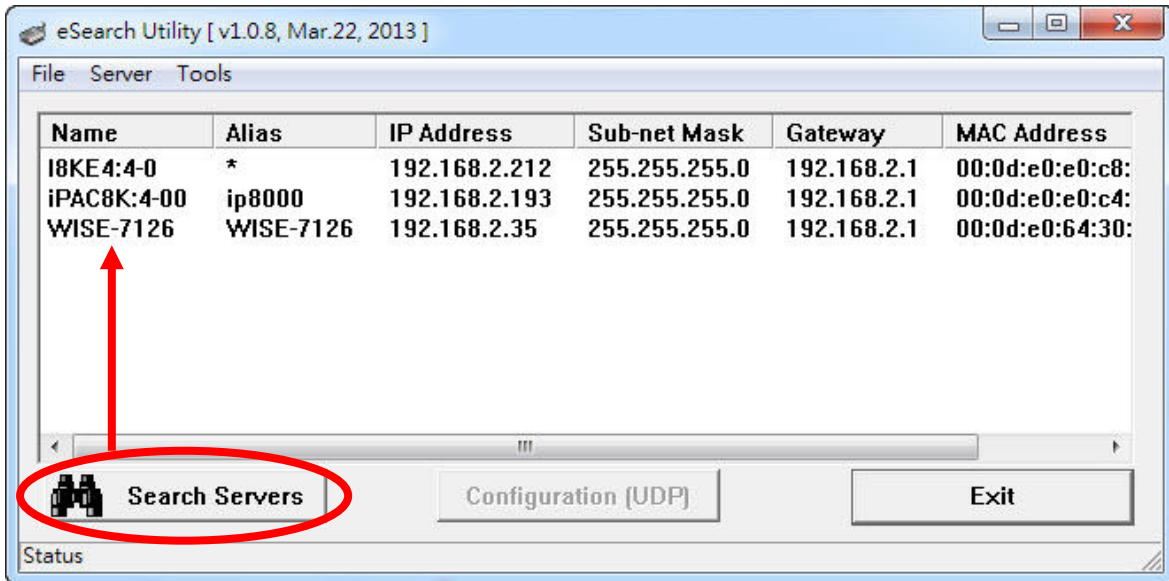 eSearch Utility [ v1.0.8, Mar.22, 2013 ]
File Server Tools
Name Alias IP Address Sub-net Mask Gateway MAC Address
I8KE4:4-0 * 192.168.2.212 255.255.255.0 192.168.2.1 00:0d:e0:e0:c8:
iPAC8K:4-00 ip8000 192.168.2.193 255.255.255.0 192.168.2.1 00:0d:e0:e0:c4:
WISE-7126 WISE-7126 192.168.2.35 255.255.255.0 192.168.2.1 00:0d:e0:64:30:
Search Servers Configuration (UDP) Exit
Status